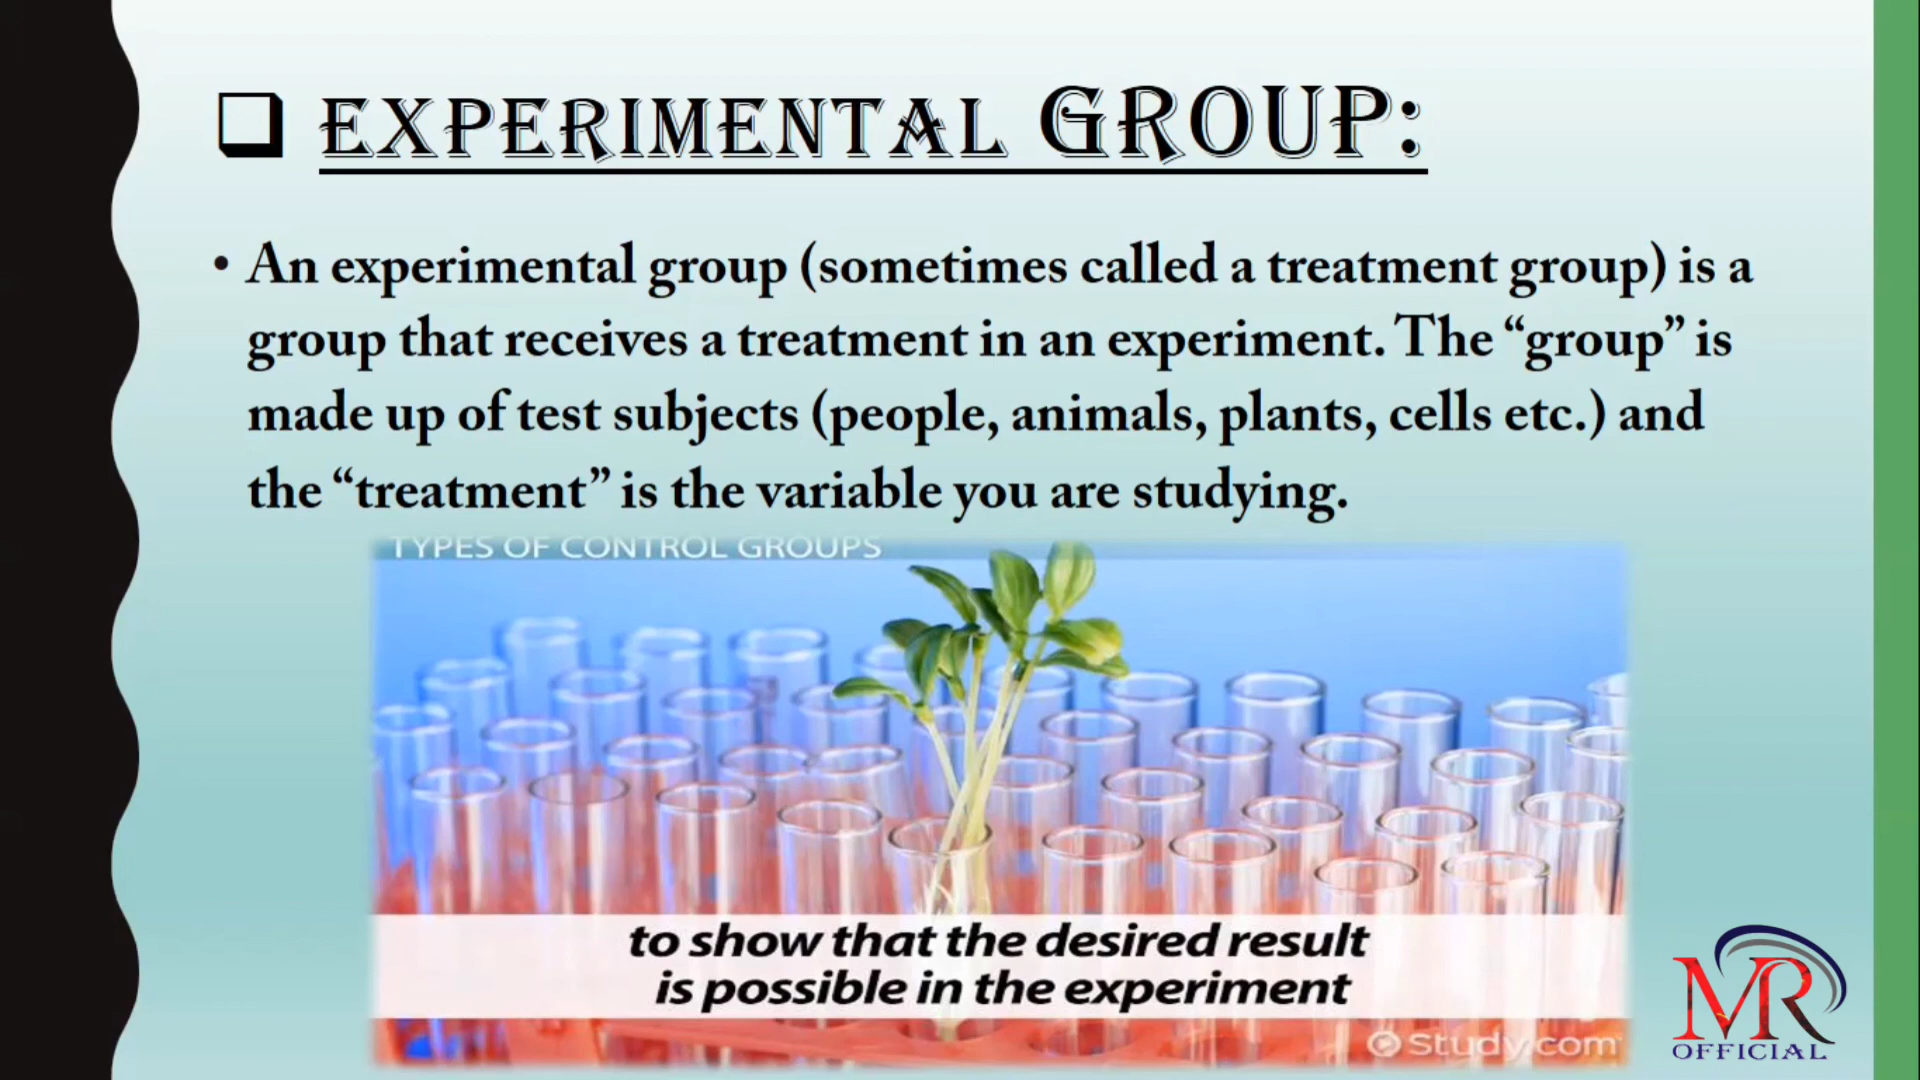 EXPERIMENTAL GROUP:
• An experimental group (sometimes called a treatment group) is a
group that receives a treatment in an experiment. The “group” is
made up of test subjects (people, animals, plants, cells etc.) and
the “treatment” is the variable you are studying.
TYPES OF CONTROL GROUPS
to show that the desired result
is possible in the experiment
Study.com
MR
OFFICIAL